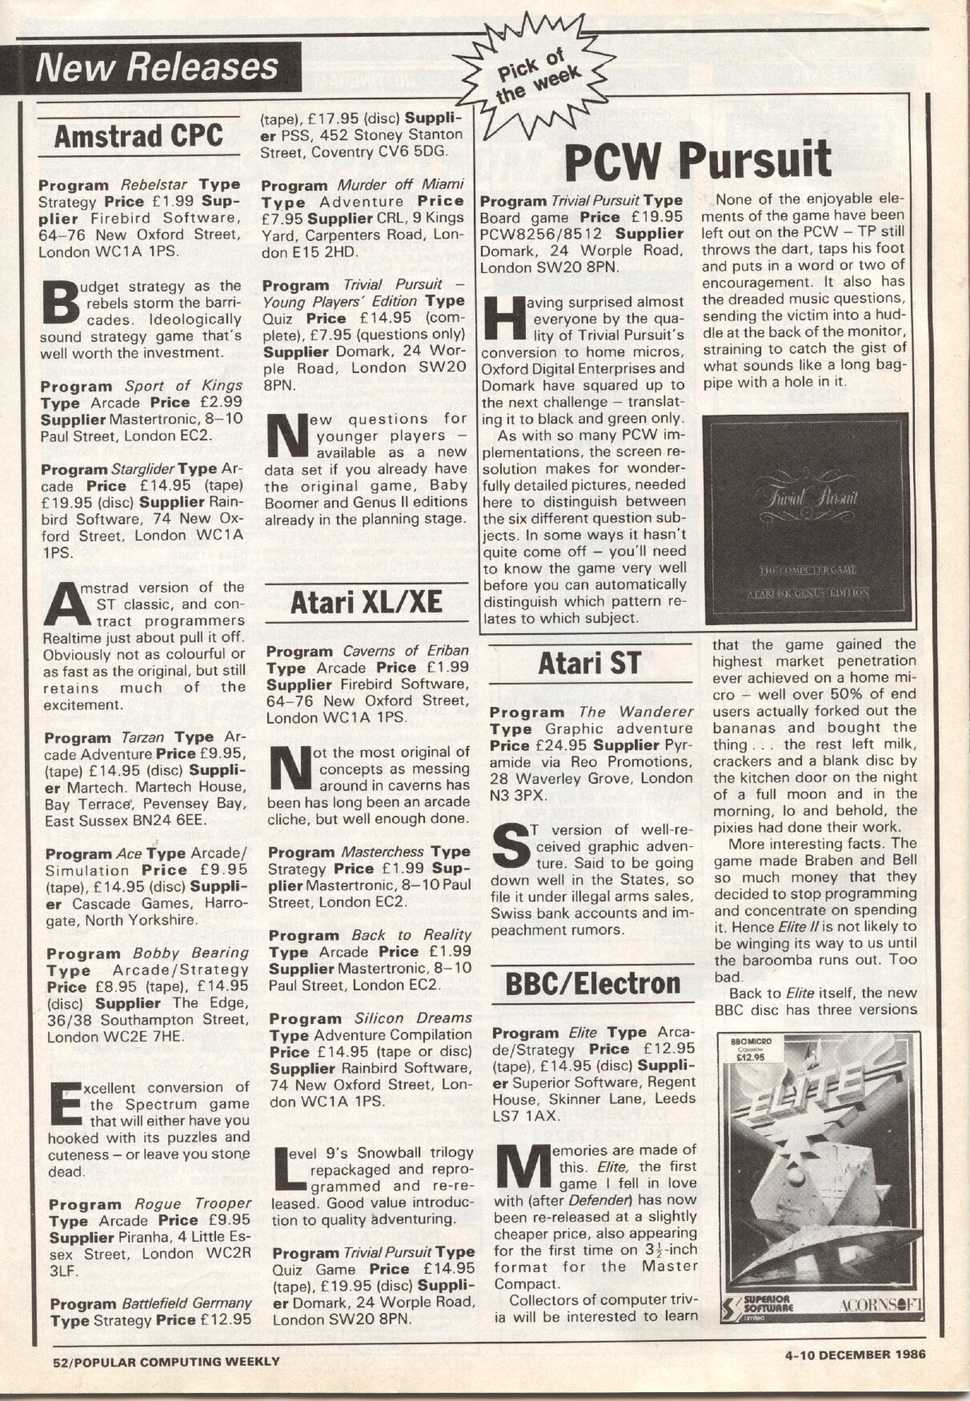 New Releases
Pick of
the week
Amstrad CPC
Program Rebelstar Type
Strategy Price £1.99 Sup-
plier Firebird Software,
64–76 New Oxford Street,
London WC1A 1PS.
Budget strategy as the
rebels storm the barri-
cades. Ideologically
sound strategy game that's
well worth the investment.
Program Sport of Kings
Type Arcade Price £2.99
Supplier Mastertronic, 8–10
Paul Street, London EC2.
Program Starglider Type Ar-
cade Price £14.95 (tape)
£19.95 (disc) Supplier Rain-
bird Software, 74 New Ox-
ford Street, London WC1A
1PS.
Amstrad version of the
ST classic, and con-
tract programmers
Realtime just about pull it off.
Obviously not as colourful or
as fast as the original, but still
retains much of the
excitement.
Program Tarzan Type Ar-
cade Adventure Price £9.95,
(tape) £14.95 (disc) Suppli-
er Martech. Martech House,
Bay Terrace, Pevensey Bay,
East Sussex BN24 6EE.
Program Ace Type Arcade/
Simulation Price £9.95
(tape), £14.95 (disc) Suppli-
er Cascade Games, Harro-
gate, North Yorkshire.
Program Bobby Bearing
Type Arcade/Strategy
Price £8.95 (tape), £14.95
(disc) Supplier The Edge,
36/38 Southampton Street,
London WC2E 7HE.
Excellent conversion of
the Spectrum game
that will either have you
hooked with its puzzles and
cuteness – or leave you stone
dead.
Program Rogue Trooper
Type Arcade Price £9.95
Supplier Piranha, 4 Little Es-
sex Street, London WC2R
3LF.
Program Battlefield Germany
Type Strategy Price £12.95
(tape), £17.95 (disc) Suppli-
er PSS, 452 Stoney Stanton
Street, Coventry CV6 5DG.
Program Murder off Miami
Type Adventure Price
£7.95 Supplier CRL, 9 Kings
Yard, Carpenters Road, Lon-
don E15 2HD.
Program Trivial Pursuit –
Young Players' Edition Type
Quiz Price £14.95 (com-
plete), £7.95 (questions only)
Supplier Domark, 24 Wor-
ple Road, London SW20
8PN.
New questions for
younger players –
available as a new
data set if you already have
the original game, Baby
Boomer and Genus II editions
already in the planning stage.
Atari XL/XE
Program Caverns of Eriban
Type Arcade Price £1.99
Supplier Firebird Software,
64–76 New Oxford Street,
London WC1A 1PS.
Not the most original of
concepts as messing
around in caverns has
been has long been an arcade
cliche, but well enough done.
Program Masterchess Type
Strategy Price £1.99 Sup-
plier Mastertronic, 8–10 Paul
Street, London EC2.
Program Back to Reality
Type Arcade Price £1.99
Supplier Mastertronic, 8–10
Paul Street, London EC2.
Program Silicon Dreams
Type Adventure Compilation
Price £14.95 (tape or disc)
Supplier Rainbird Software,
74 New Oxford Street, Lon-
don WC1A 1PS.
Level 9's Snowball trilogy
repackaged and repro-
grammed and re-re-
leased. Good value introduc-
tion to quality adventuring.
Program Trivial Pursuit Type
Quiz Game Price £14.95
(tape), £19.95 (disc) Suppli-
er Domark, 24 Worple Road,
London SW20 8PN.
PCW Pursuit
Program Trivial Pursuit Type
Board game Price £19.95
PCW8256/8512 Supplier
Domark, 24 Worple Road,
London SW20 8PN.
Having surprised almost
everyone by the qua-
lity of Trivial Pursuit's
conversion to home micros,
Oxford Digital Enterprises and
Domark have squared up to
the next challenge – translat-
ing it to black and green only.
As with so many PCW im-
plementations, the screen re-
solution makes for wonder-
fully detailed pictures, needed
here to distinguish between
the six different question sub-
jects. In some ways it hasn't
quite come off – you'll need
to know the game very well
before you can automatically
distinguish which pattern re-
lates to which subject.
None of the enjoyable ele-
ments of the game have been
left out on the PCW – TP still
throws the dart, taps his foot
and puts in a word or two of
encouragement. It also has
the dreaded music questions,
sending the victim into a hud-
dle at the back of the monitor,
straining to catch the gist of
what sounds like a long bag-
pipe with a hole in it.
Trivial Pursuit
THE COMPUTER GAME
ATARI 48K GENUS EDITION
Atari ST
Program The Wanderer
Type Graphic adventure
Price £24.95 Supplier Pyr-
amide via Reo Promotions,
28 Waverley Grove, London
N3 3PX.
ST version of well-re-
ceived graphic adven-
ture. Said to be going
down well in the States, so
file it under illegal arms sales,
Swiss bank accounts and im-
peachment rumors.
BBC/Electron
Program Elite Type Arca-
de/Strategy Price £12.95
(tape), £14.95 (disc) Suppli-
er Superior Software, Regent
House, Skinner Lane, Leeds
LS7 1AX.
Memories are made of
this. Elite, the first
game I fell in love
with (after Defender) has now
been re-released at a slightly
cheaper price, also appearing
for the first time on 3½-inch
format for the Master
Compact.
Collectors of computer triv-
ia will be interested to learn
that the game gained the
highest market penetration
ever achieved on a home mi-
cro – well over 50% of end
users actually forked out the
bananas and bought the
thing . . . the rest left milk,
crackers and a blank disc by
the kitchen door on the night
of a full moon and in the
morning, lo and behold, the
pixies had done their work.
More interesting facts. The
game made Braben and Bell
so much money that they
decided to stop programming
and concentrate on spending
it. Hence Elite II is not likely to
be winging its way to us until
the baroomba runs out. Too
bad.
Back to Elite itself, the new
BBC disc has three versions
BBC MICRO
Cassette
£12.95
ELITE
SUPERIOR
SOFTWARE
Limited
ACORNSOFT
52/POPULAR COMPUTING WEEKLY
4-10 DECEMBER 1986